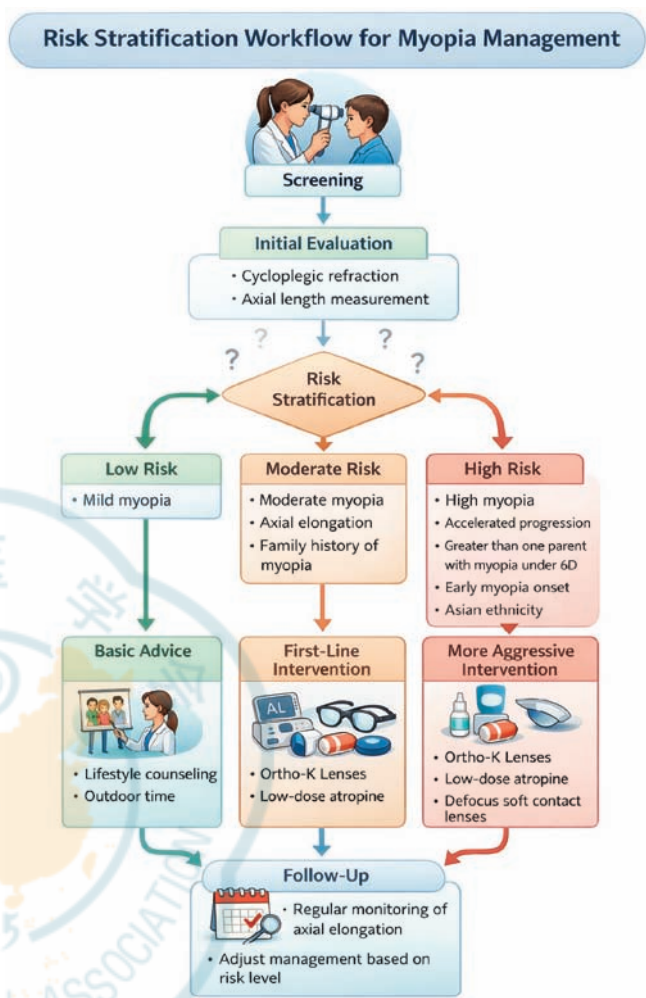 Risk Stratification Workflow for Myopia Management
Screening
Initial Evaluation
• Cycloplegic refraction
• Axial length measurement
? ? ? ?
Risk
Stratification
Low Risk
• Mild myopia
Moderate Risk
• Moderate myopia
• Axial elongation
• Family history of
myopia
High Risk
• High myopia
• Accelerated progression
• Greater than one parent
with myopia under 6D
• Early myopia onset
• Asian ethnicity
Basic Advice
• Lifestyle counseling
• Outdoor time
First-Line
Intervention
AL
• Ortho-K Lenses
• Low-dose atropine
More Aggressive
Intervention
• Ortho-K Lenses
• Low-dose atropine
• Defocus soft contact
lenses
Follow-Up
• Regular monitoring of
axial elongation
• Adjust management based on
risk level
ASSOCIATION